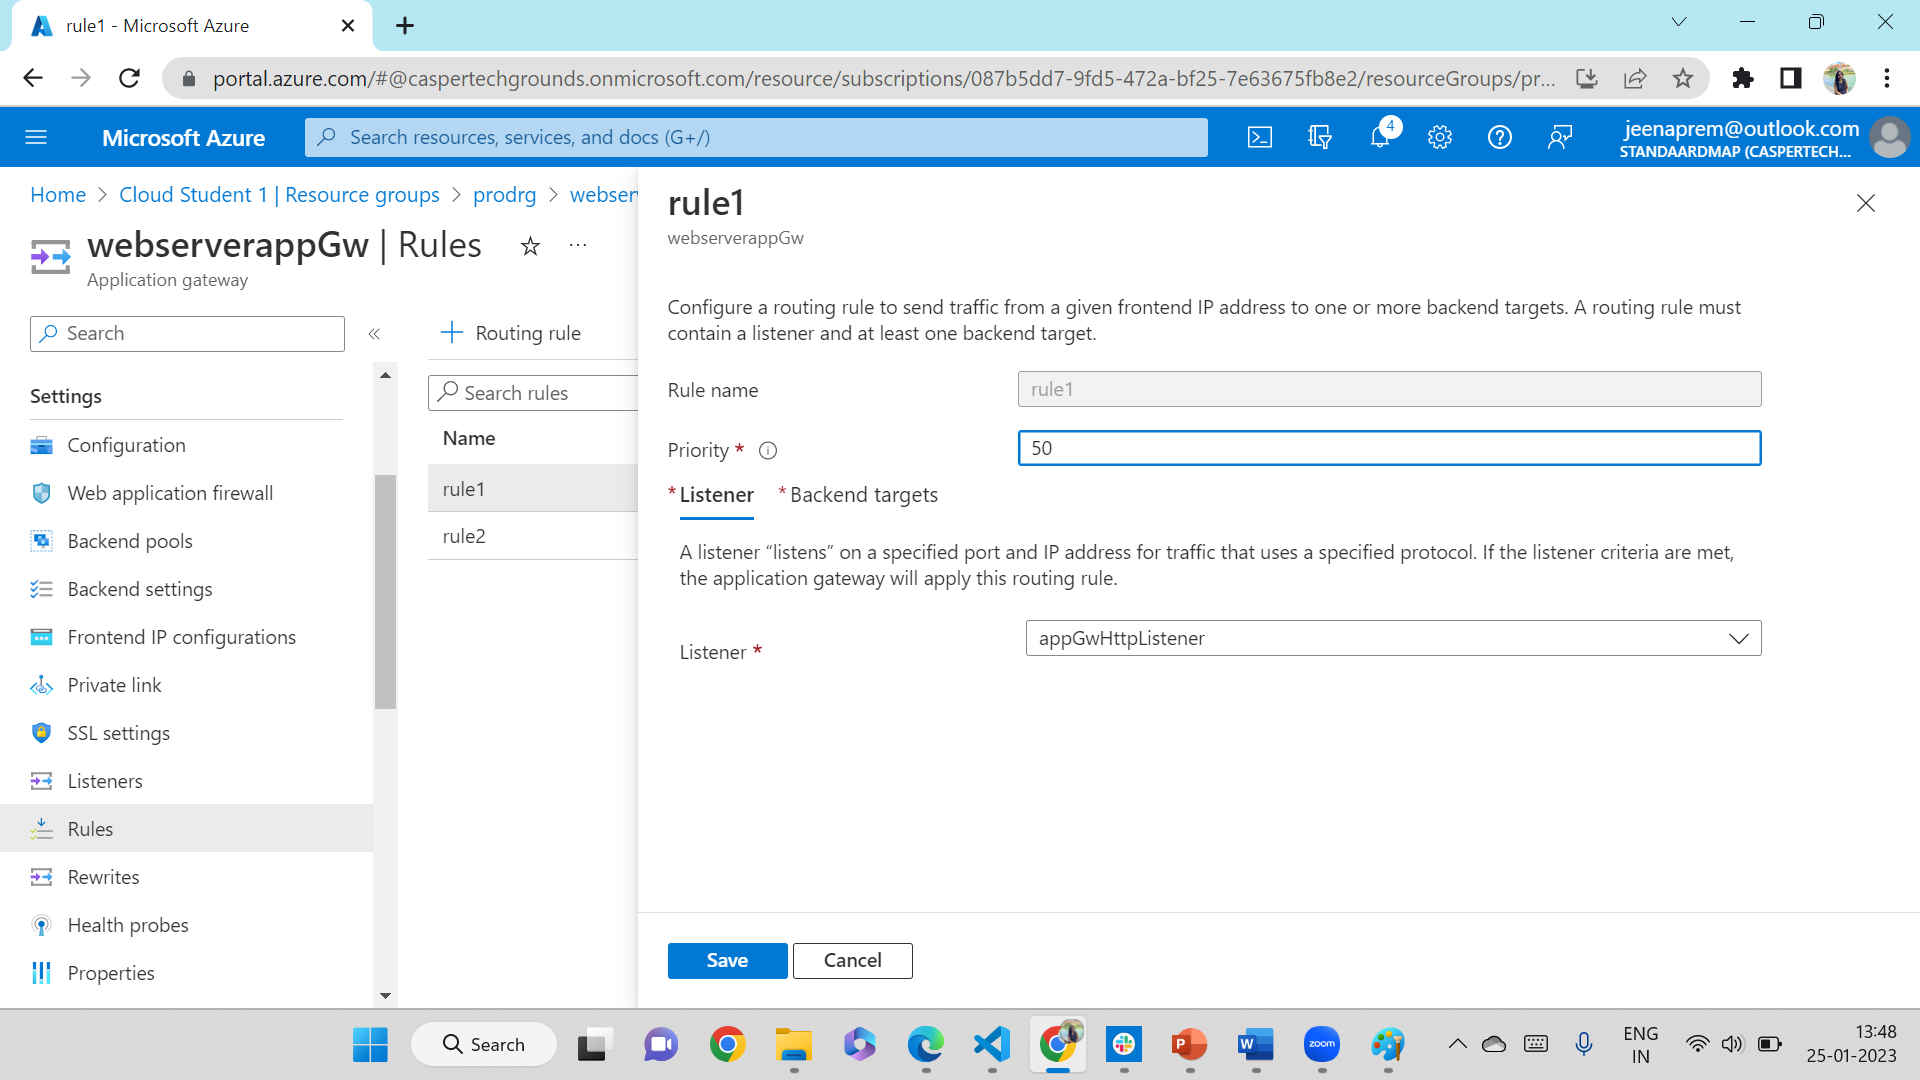 rule1 - Microsoft Azure
portal.azure.com/#@caspertechgrounds.onmicrosoft.com/resource/subscriptions/087b5dd7-9fd5-472a-bf25-7e63675fb8e2/resourceGroups/pr...
Microsoft Azure
Search resources, services, and docs (G+/)
4
jeenaprem@outlook.com
STANDAARDMAP (CASPERTECH...
Home > Cloud Student 1 | Resource groups > prodrg > webserv
webserverappGw | Rules
Application gateway
Search
Routing rule
Search rules
Name
rule1
rule2
Settings
Configuration
Web application firewall
Backend pools
Backend settings
Frontend IP configurations
Private link
SSL settings
Listeners
Rules
Rewrites
Health probes
Properties
rule1
webserverappGw
Configure a routing rule to send traffic from a given frontend IP address to one or more backend targets. A routing rule must
contain a listener and at least one backend target.
Rule name
rule1
Priority *
50
* Listener * Backend targets
A listener “listens” on a specified port and IP address for traffic that uses a specified protocol. If the listener criteria are met,
the application gateway will apply this routing rule.
Listener *
appGwHttpListener
Save
Cancel
Search
zoom
ENG
IN
13:48
25-01-2023